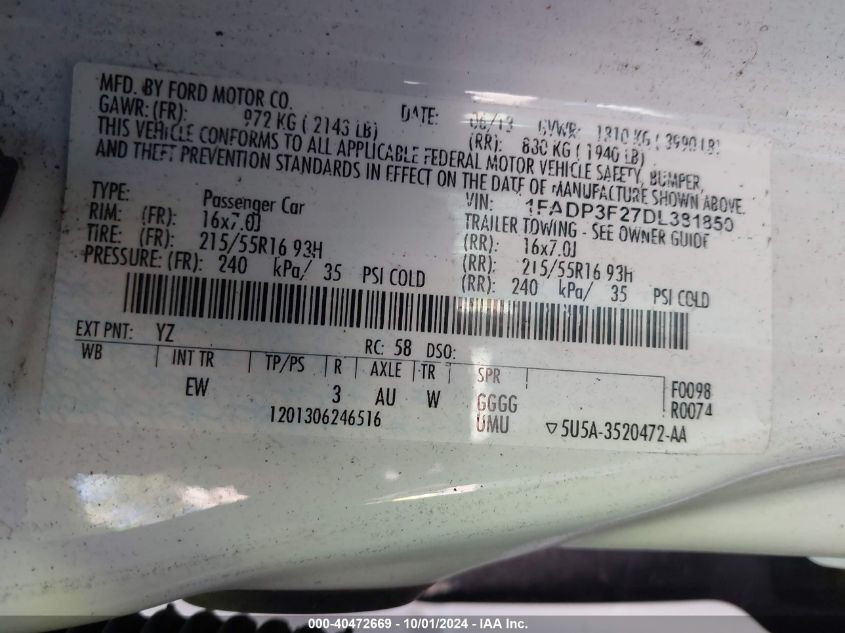 MFD. BY FORD MOTOR CO.
DATE: 06/13 GVWR: 1810 KG ( 3990 LB)
GAWR: (FR): 972 KG ( 2143 LB) (RR): 830 KG ( 1940 LB)
THIS VEHICLE CONFORMS TO ALL APPLICABLE FEDERAL MOTOR VEHICLE SAFETY, BUMPER,
AND THEFT PREVENTION STANDARDS IN EFFECT ON THE DATE OF MANUFACTURE SHOWN ABOVE.
VIN: 1FADP3F27DL381850
TYPE: Passenger Car TRAILER TOWING - SEE OWNER GUIDE
RIM: (FR): 16x7.0J (RR): 16x7.0J
TIRE: (FR): 215/55R16 93H (RR): 215/55R16 93H
PRESSURE: (FR): 240 kPa/ 35 PSI COLD (RR): 240 kPa/ 35 PSI COLD
EXT PNT: YZ RC: 58 DSO:
WB INT TR TP/PS R AXLE TR SPR F0098
EW 3 AU W GGGG R0074
1201306246516 UMU ▽5U5A-3520472-AA
000-40472669 - 10/01/2024 - IAA Inc.